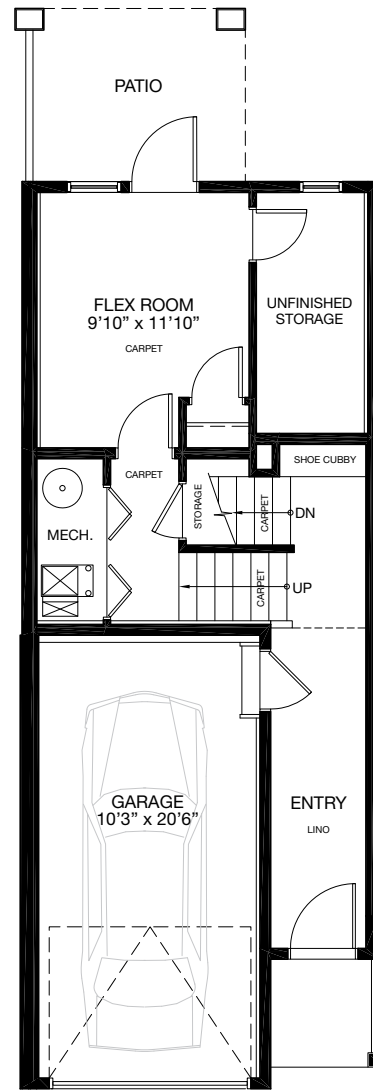 PATIO
FLEX ROOM
9'10" x 11'10"
CARPET
UNFINISHED
STORAGE
CARPET
SHOE CUBBY
STORAGE
CARPET
DN
MECH.
CARPET
UP
GARAGE
10'3" x 20'6"
ENTRY
LINO